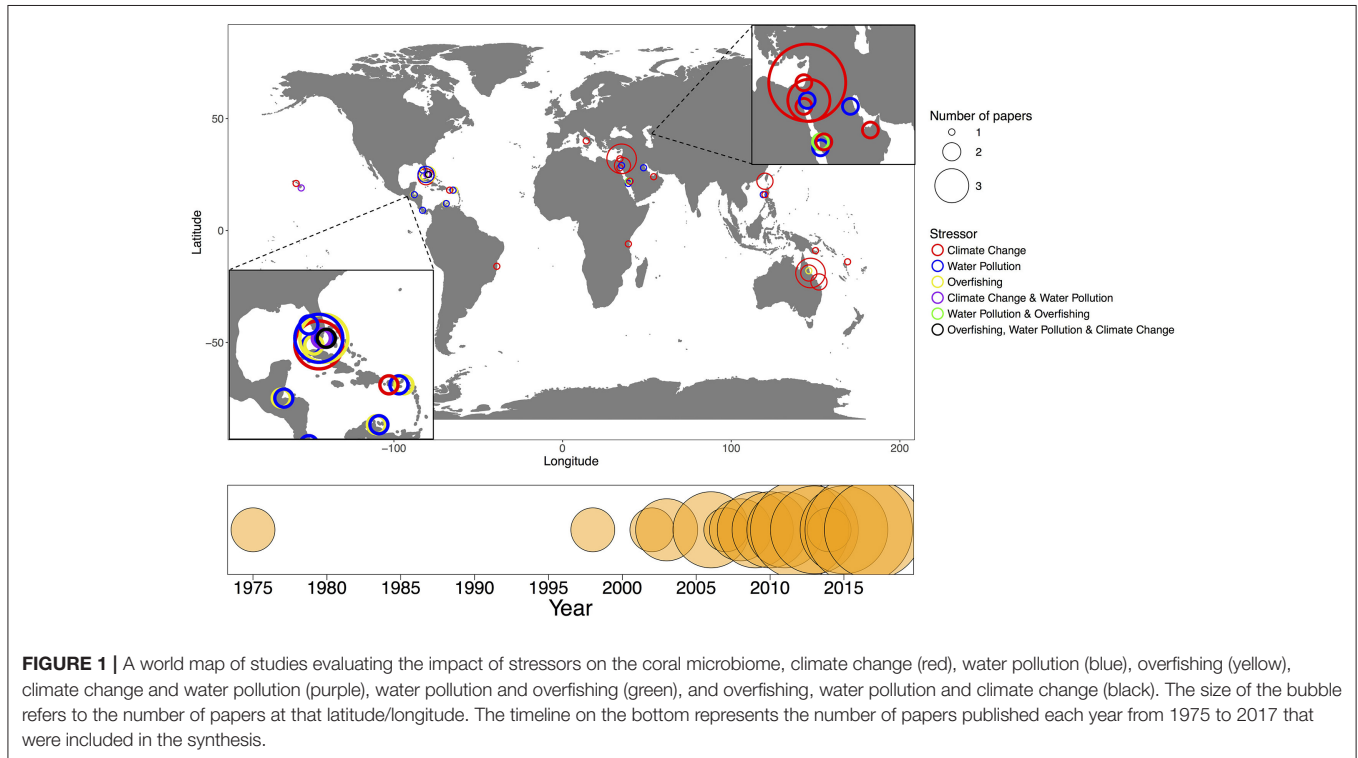 50
0
−50
Latitude
−100
0
100
200
Longitude
Number of papers
1
2
3
Stressor
Climate Change
Water Pollution
Overfishing
Climate Change & Water Pollution
Water Pollution & Overfishing
Overfishing, Water Pollution & Climate Change
1975 1980 1985 1990 1995 2000 2005 2010 2015
Year
FIGURE 1 | A world map of studies evaluating the impact of stressors on the coral microbiome, climate change (red), water pollution (blue), overfishing (yellow),
climate change and water pollution (purple), water pollution and overfishing (green), and overfishing, water pollution and climate change (black). The size of the bubble
refers to the number of papers at that latitude/longitude. The timeline on the bottom represents the number of papers published each year from 1975 to 2017 that
were included in the synthesis.